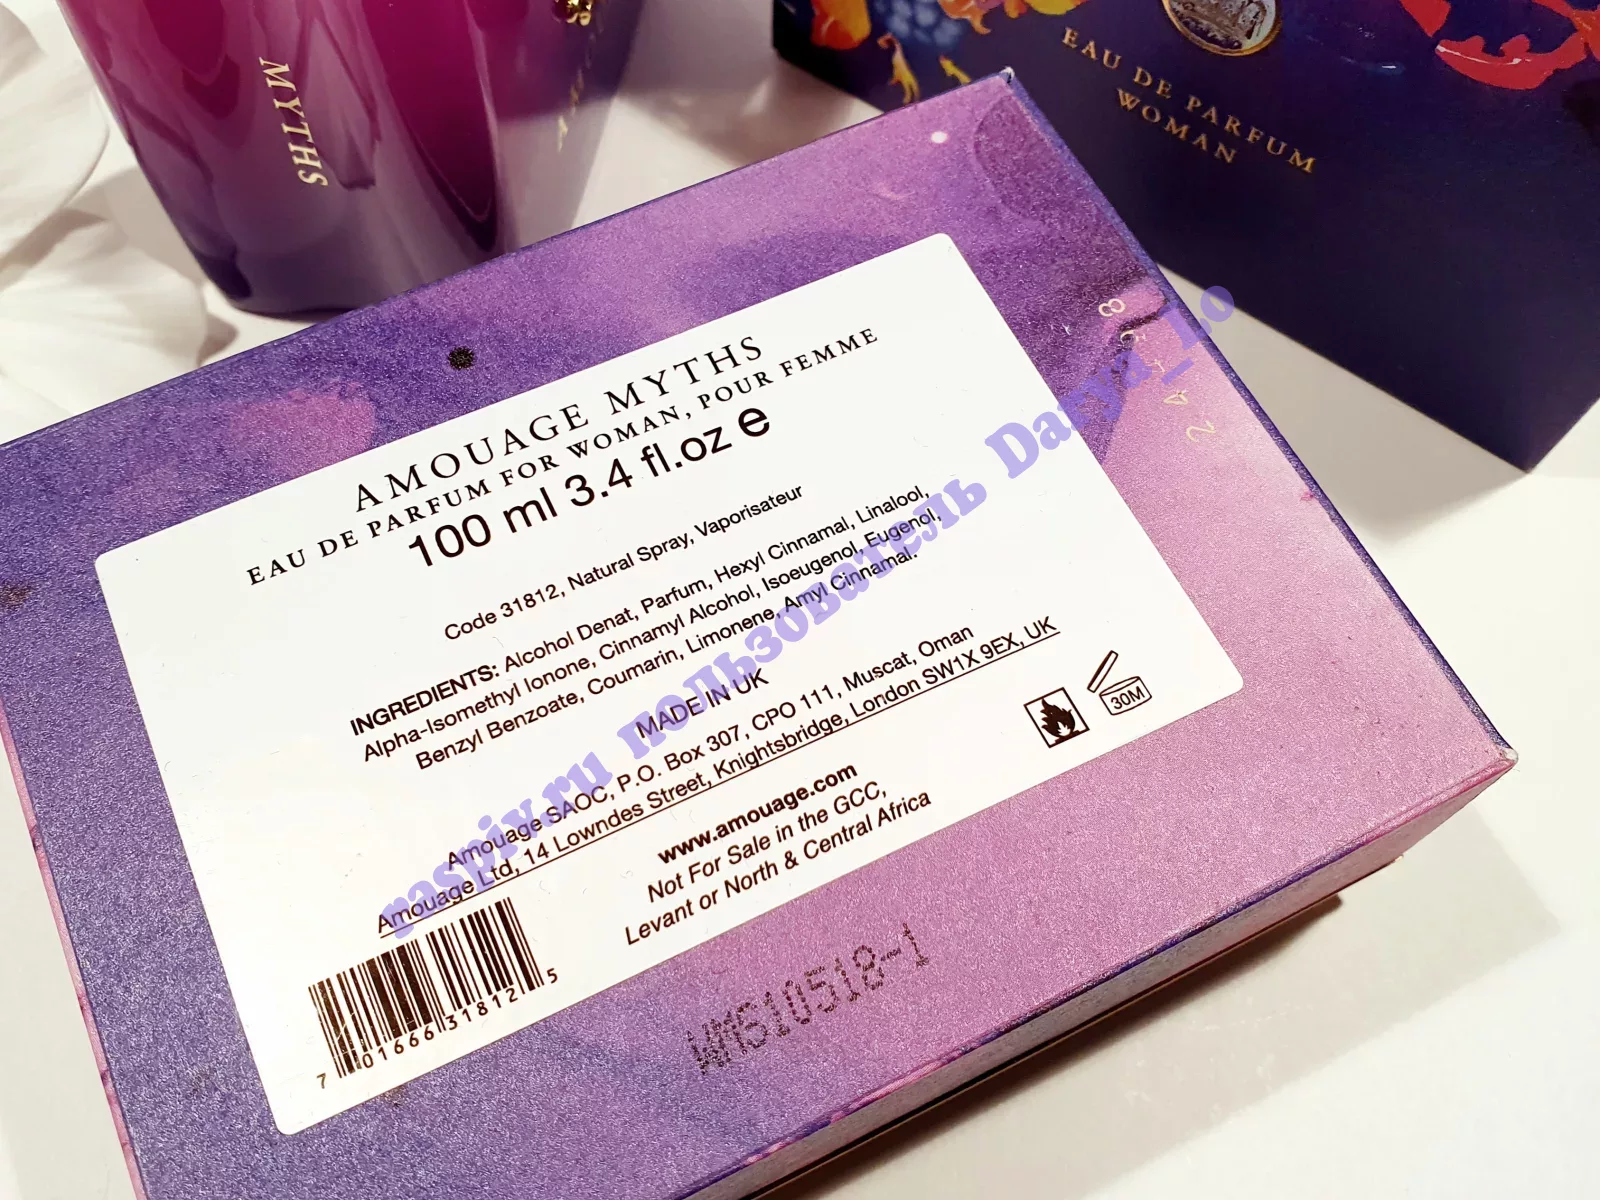 MYTHS
EAU DE PARFUM
WOMAN
AMOUAGE MYTHS
EAU DE PARFUM FOR WOMAN, POUR FEMME
100 ml 3.4 fl.oz e
Code 31812, Natural Spray, Vaporisateur
INGREDIENTS: Alcohol Denat, Parfum, Hexyl Cinnamal, Linalool,
Alpha-Isomethyl Ionone, Cinnamyl Alcohol, Isoeugenol, Eugenol,
Benzyl Benzoate, Coumarin, Limonene, Amyl Cinnamal.
MADE IN UK
Amouage SAOC, P.O. Box 307, CPO 111, Muscat, Oman
Amouage Ltd, 14 Lowndes Street, Knightsbridge, London SW1X 9EX, UK
www.amouage.com
Not For Sale in the GCC,
Levant or North & Central Africa
30M
7 01666 31812 5
WMS10518-1
raspiv.ru пользователь Darya_Lo